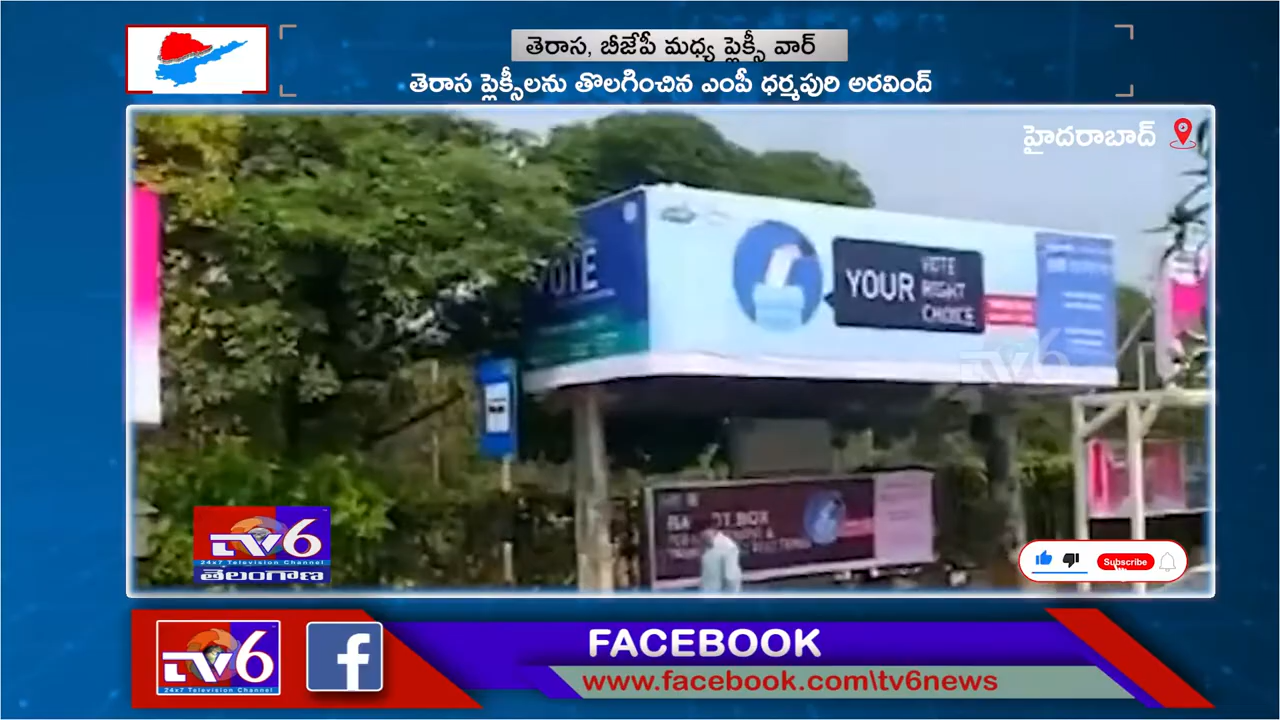 తెరాస, బీజేపీ మధ్య ప్లెక్సీ వార్
తెరాస ప్లెక్సీలను తొలగించిన ఎంపీ ధర్మపురి అరవింద్
హైదరాబాద్
VOTE
YOUR
VOTE
RIGHT
CHOICE
TV6
TV6
24x7 Television Channel
తెలంగాణ
Subscribe
TV6
24x7 Television Channel
f
FACEBOOK
www.facebook.com\tv6news